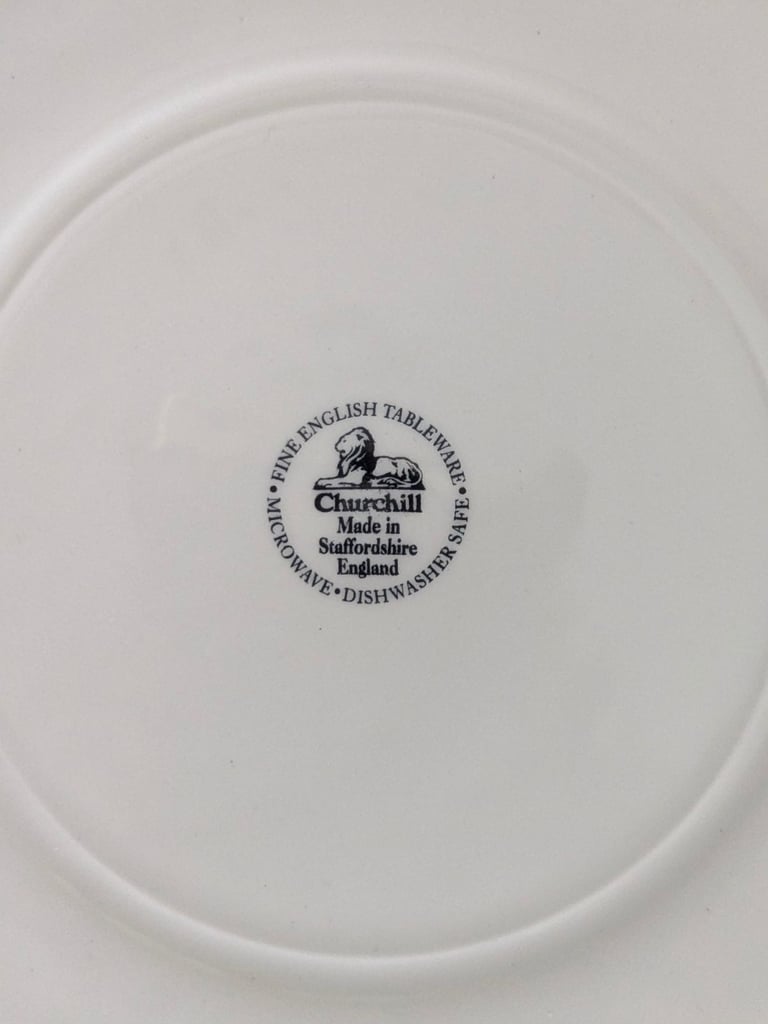 • FINE ENGLISH TABLEWARE •
Churchill
Made in
Staffordshire
England
MICROWAVE • DISHWASHER SAFE